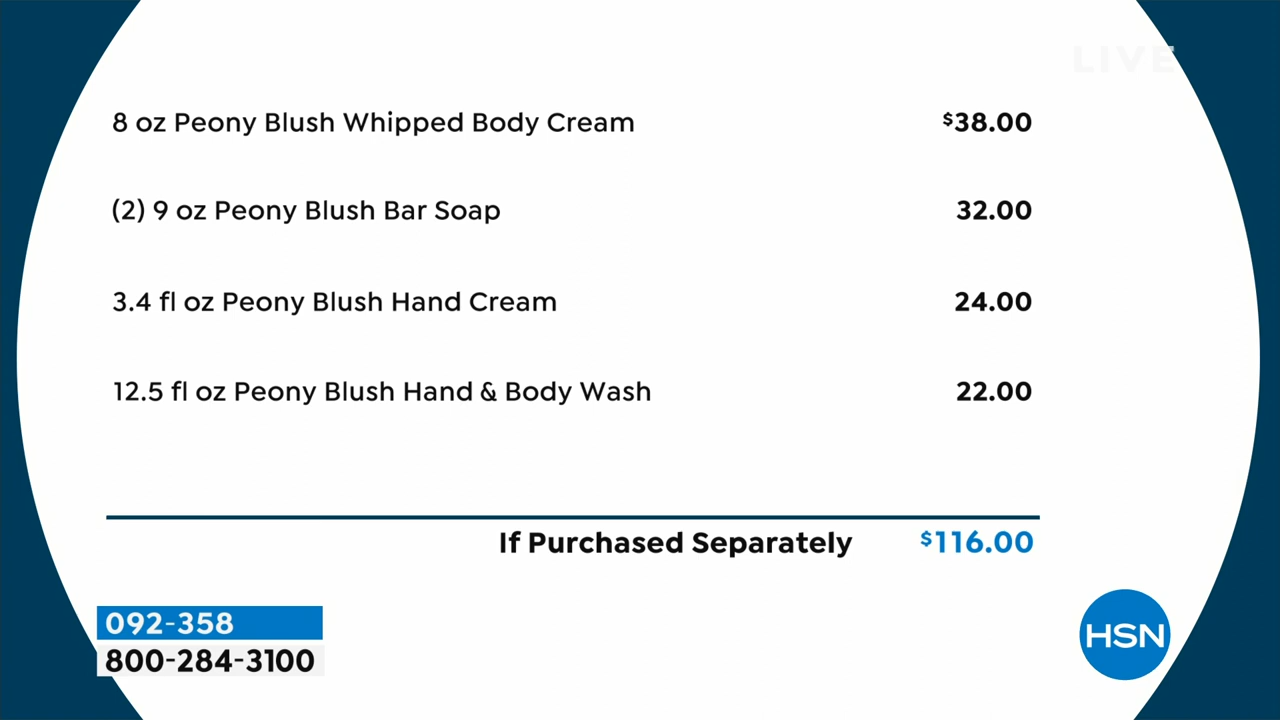 LIVE
8 oz Peony Blush Whipped Body Cream $38.00
(2) 9 oz Peony Blush Bar Soap 32.00
3.4 fl oz Peony Blush Hand Cream 24.00
12.5 fl oz Peony Blush Hand & Body Wash 22.00
If Purchased Separately $116.00
092-358
800-284-3100
HSN